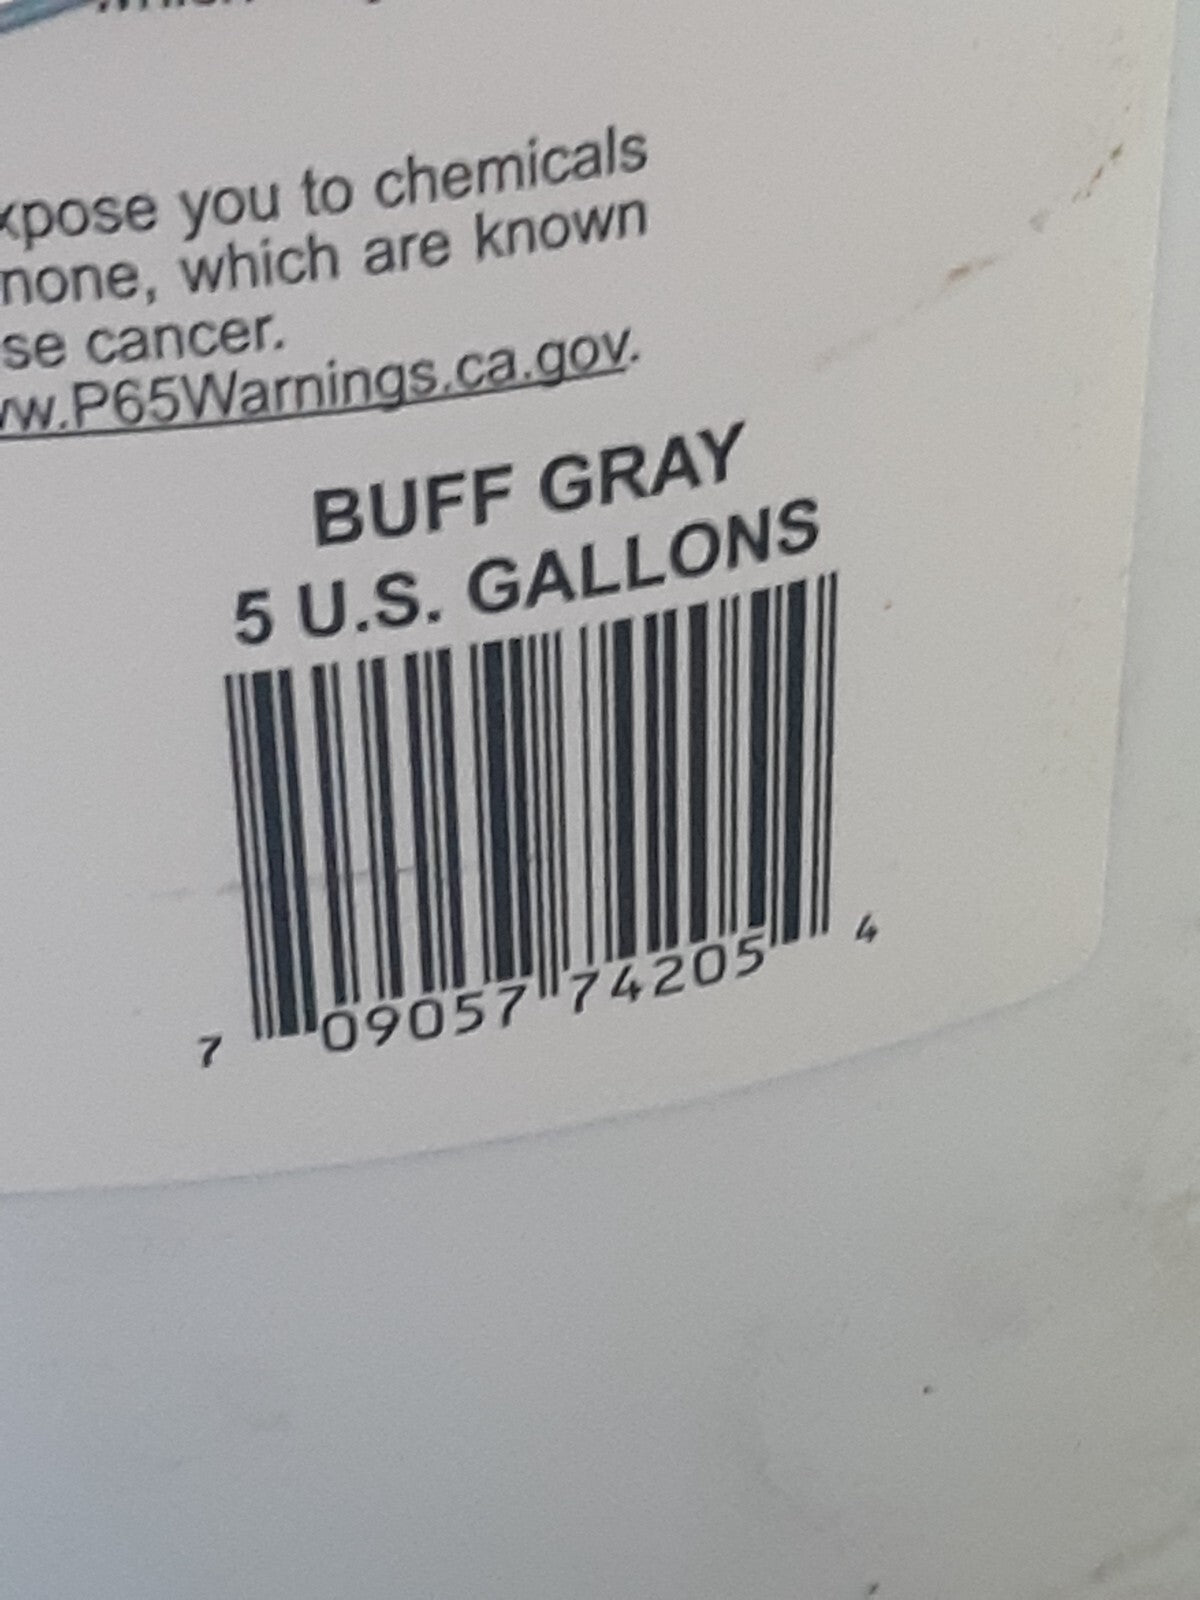 xpose you to chemicals
none, which are known
se cancer.
ww.P65Warnings.ca.gov.
BUFF GRAY
5 U.S. GALLONS
7 09057 74205 4